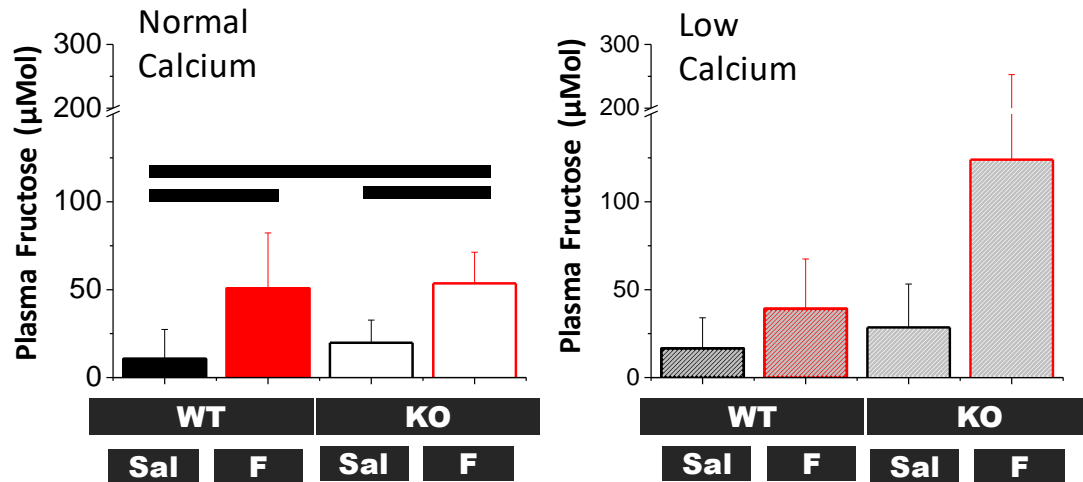 Normal
Calcium
Plasma Fructose (µMol)
300
200
100
50
0
WT KO
Sal F Sal F
Low
Calcium
Plasma Fructose (µMol)
300
200
100
50
0
WT KO
Sal F Sal F